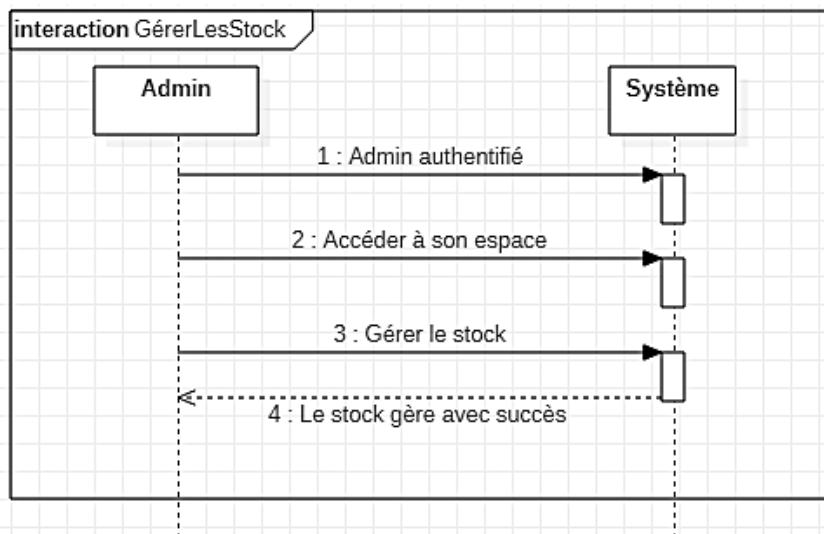 interaction GérerLesStock
Admin
Système
1 : Admin authentifié
2 : Accéder à son espace
3 : Gérer le stock
4 : Le stock gère avec succès